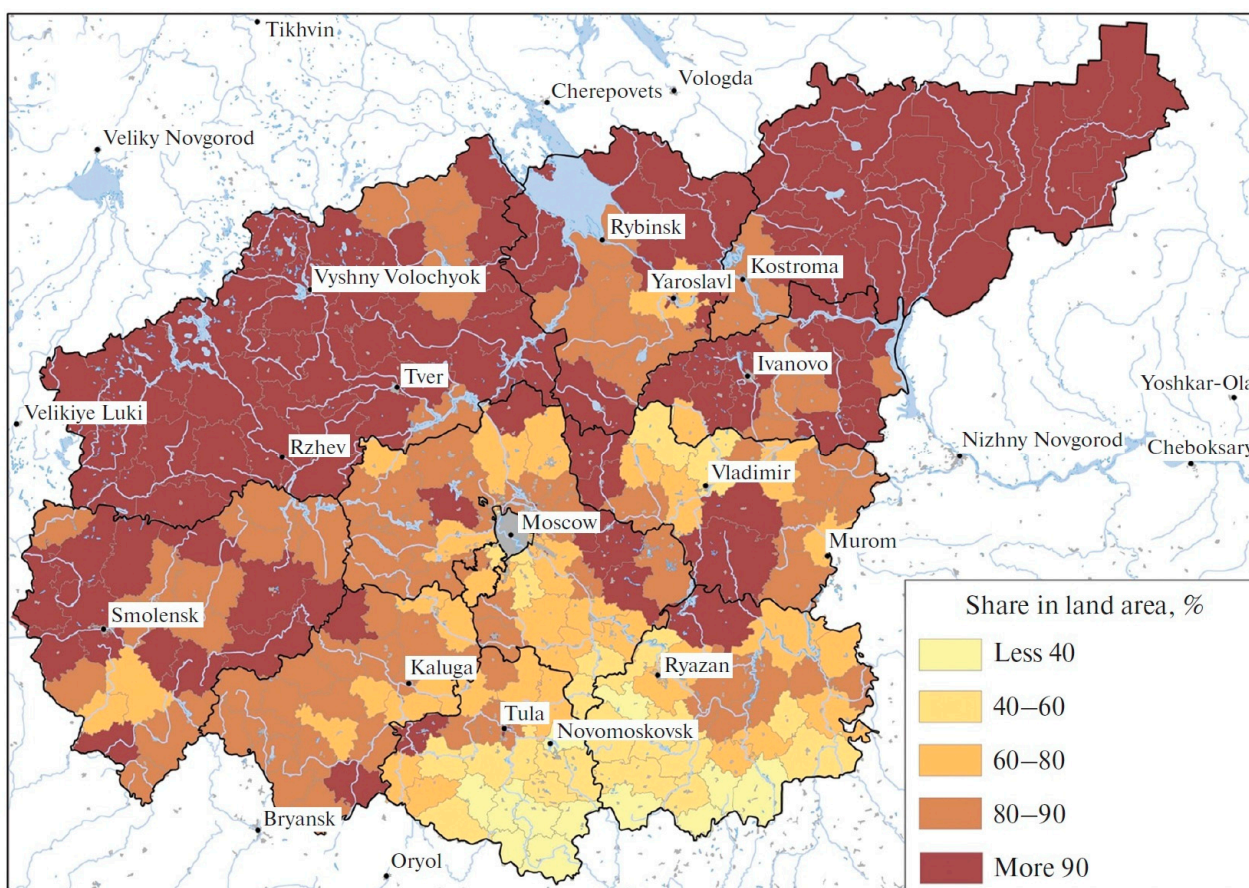 Tikhvin
Vologda
Cherepovets
Veliky Novgorod
Rybinsk
Kostroma
Vyshny Volochyok
Yaroslavl
Ivanovo
Tver
Yoshkar-Ola
Velikiye Luki
Rzhev
Nizhny Novgorod
Cheboksary
Vladimir
Moscow
Murom
Smolensk
Kaluga
Ryazan
Tula
Novomoskovsk
Bryansk
Oryol
Share in land area, %
Less 40
40–60
60–80
80–90
More 90